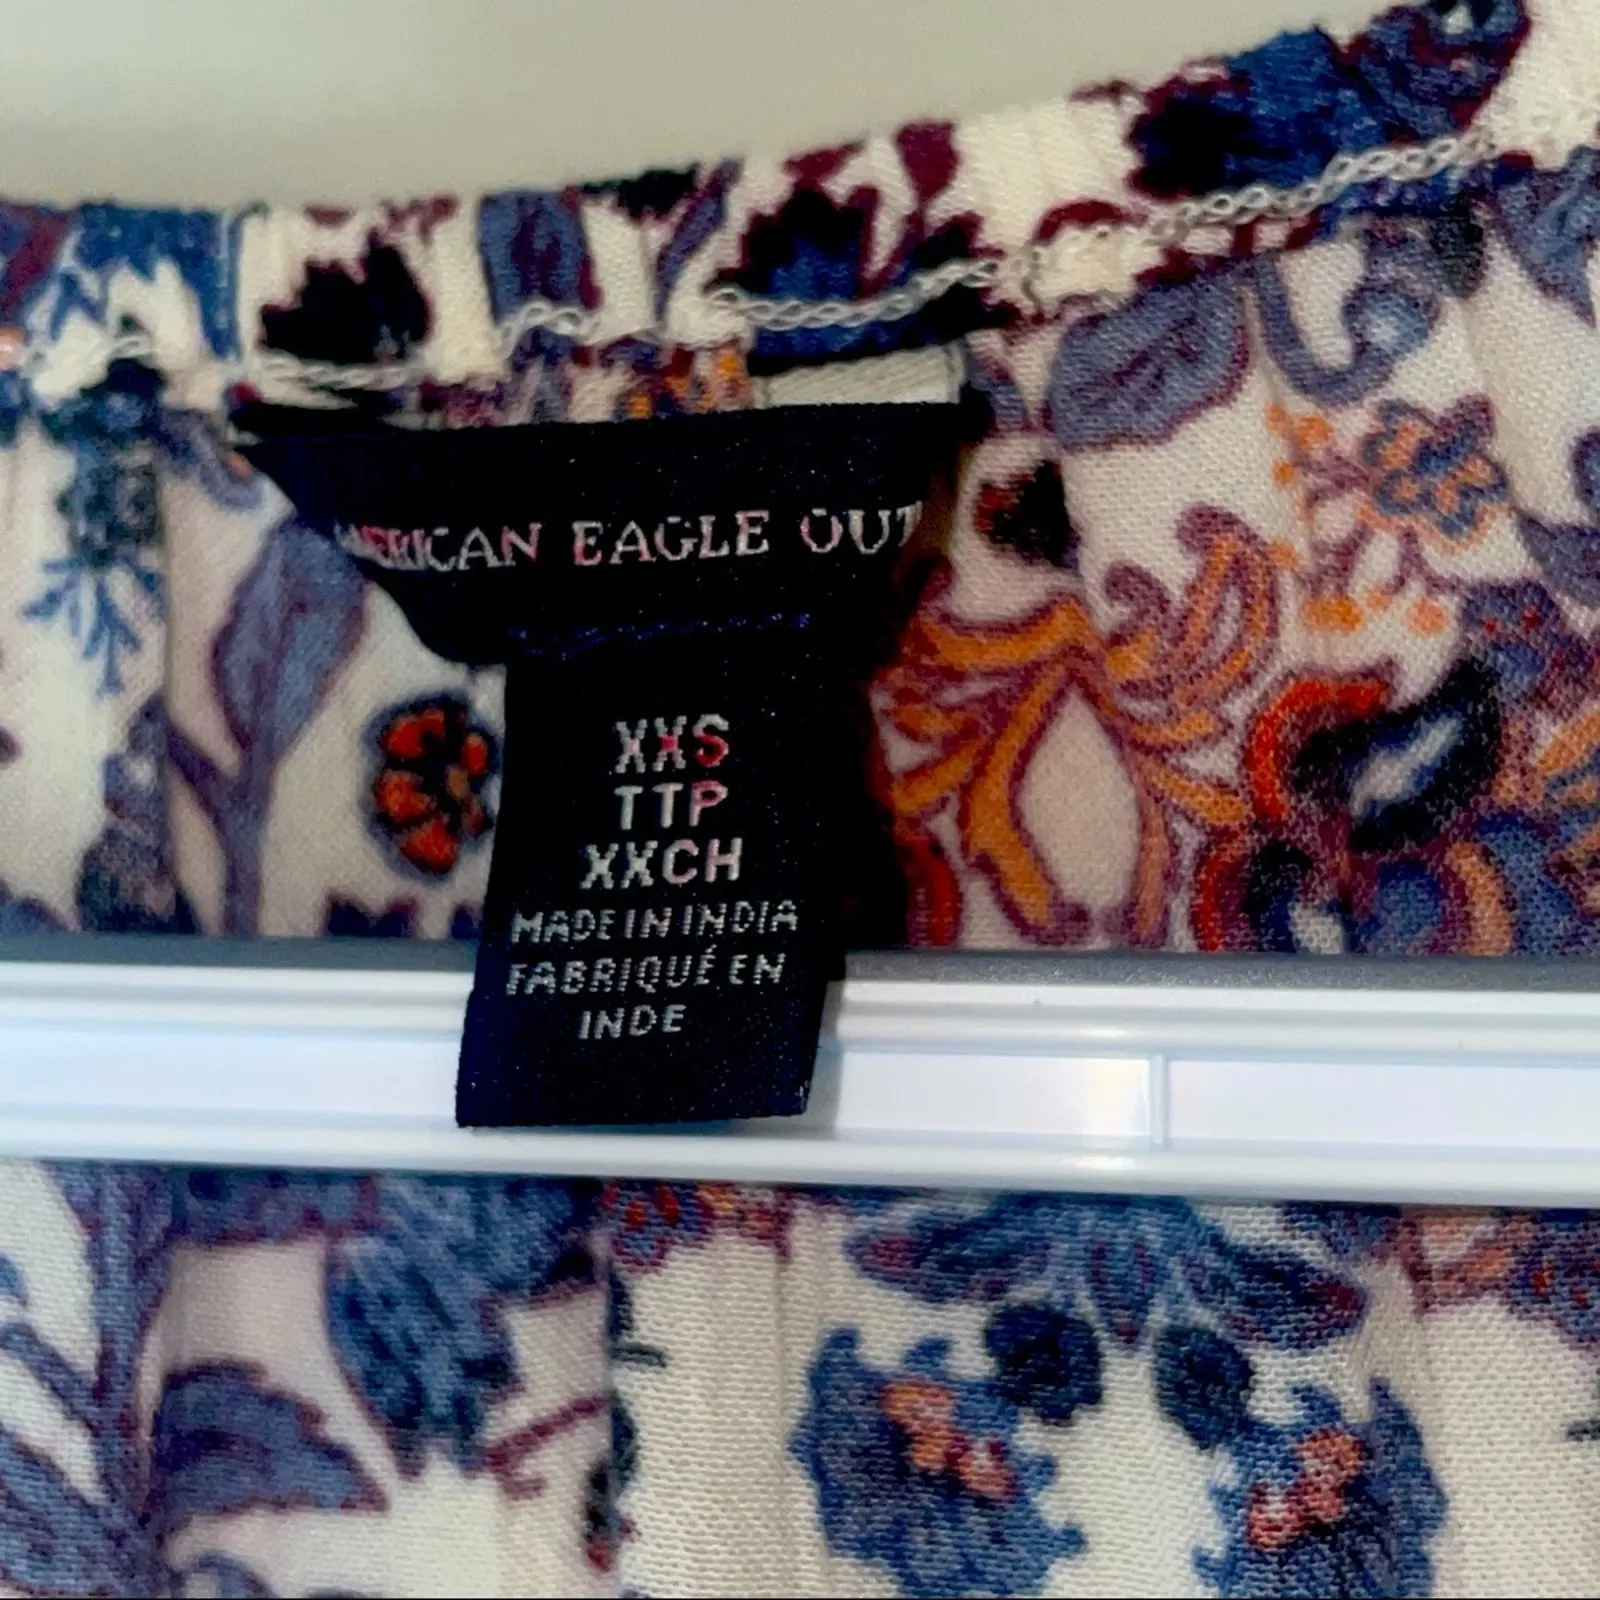 AMERICAN EAGLE OUT
XXS
TTP
XXCH
MADE IN INDIA
FABRIQUÉ EN
INDE